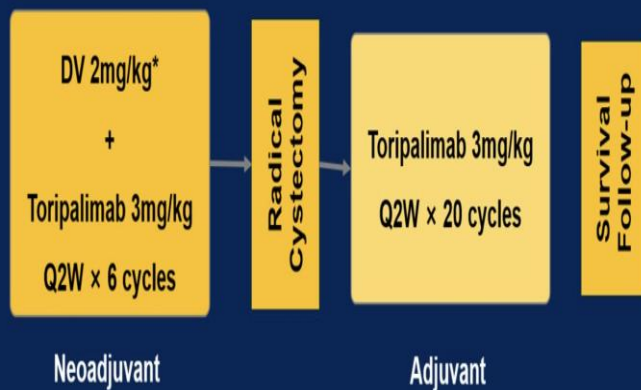 DV 2mg/kg*
+
Toripalimab 3mg/kg
Q2W × 6 cycles
Radical
Cystectomy
Toripalimab 3mg/kg
Q2W × 20 cycles
Survival
Follow-up
Neoadjuvant
Adjuvant